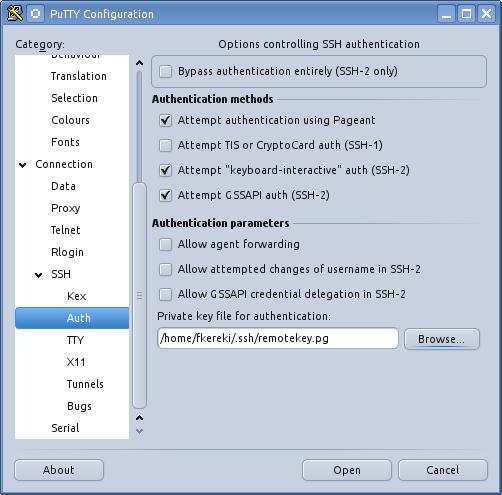 PuTTY Configuration
Category:
Behaviour
Translation
Selection
Colours
Fonts
Connection
Data
Proxy
Telnet
Rlogin
SSH
Kex
Auth
TTY
X11
Tunnels
Bugs
Serial
Options controlling SSH authentication
Bypass authentication entirely (SSH-2 only)
Authentication methods
Attempt authentication using Pageant
Attempt TIS or CryptoCard auth (SSH-1)
Attempt "keyboard-interactive" auth (SSH-2)
Attempt GSSAPI auth (SSH-2)
Authentication parameters
Allow agent forwarding
Allow attempted changes of username in SSH-2
Allow GSSAPI credential delegation in SSH-2
Private key file for authentication:
/home/fkereki/.ssh/remotekey.pg
Browse...
About
Open
Cancel